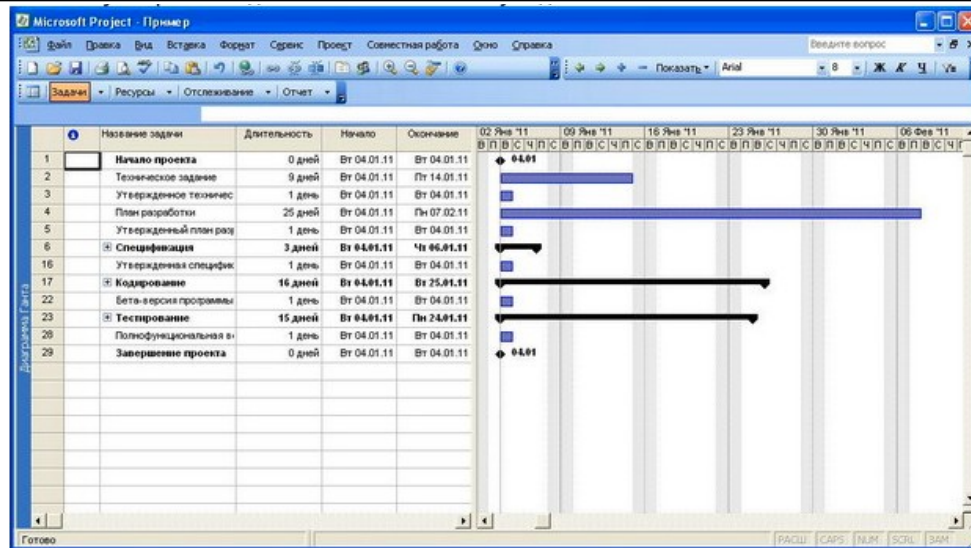 Microsoft Project - Пример
Файл Правка Вид Вставка Формат Сервис Проект Совместная работа Окно Справка Введите вопрос
Показать Arial 8 Ж К Ч
Задачи Ресурсы Отслеживание Отчет
Название задачи Длительность Начало Окончание 02 Янв '11 09 Янв '11 16 Янв '11 23 Янв '11 30 Янв '11 06 Фев '11
В П В С Ч П С В П В С Ч П С В П В С Ч П С В П В С Ч П С В П В С Ч П С В П В С Ч П
1 Начало проекта 0 дней Вт 04.01.11 Вт 04.01.11 04.01
2 Техническое задание 9 дней Вт 04.01.11 Пт 14.01.11
3 Утвержденное техничес 1 день Вт 04.01.11 Вт 04.01.11
4 План разработки 25 дней Вт 04.01.11 Пн 07.02.11
5 Утвержденный план раз 1 день Вт 04.01.11 Вт 04.01.11
6 Спецификация 3 дней Вт 04.01.11 Чт 06.01.11
16 Утвержденная специфик 1 день Вт 04.01.11 Вт 04.01.11
17 Кодирование 16 дней Вт 04.01.11 Вт 25.01.11
22 Бета-версия программы 1 день Вт 04.01.11 Вт 04.01.11
23 Тестирование 15 дней Вт 04.01.11 Пн 24.01.11
28 Полнофункциональная в 1 день Вт 04.01.11 Вт 04.01.11
29 Завершение проекта 0 дней Вт 04.01.11 Вт 04.01.11 04.01
Диаграмма Ганта
Готово РАСШ CAPS NUM SCRL ЗАМ